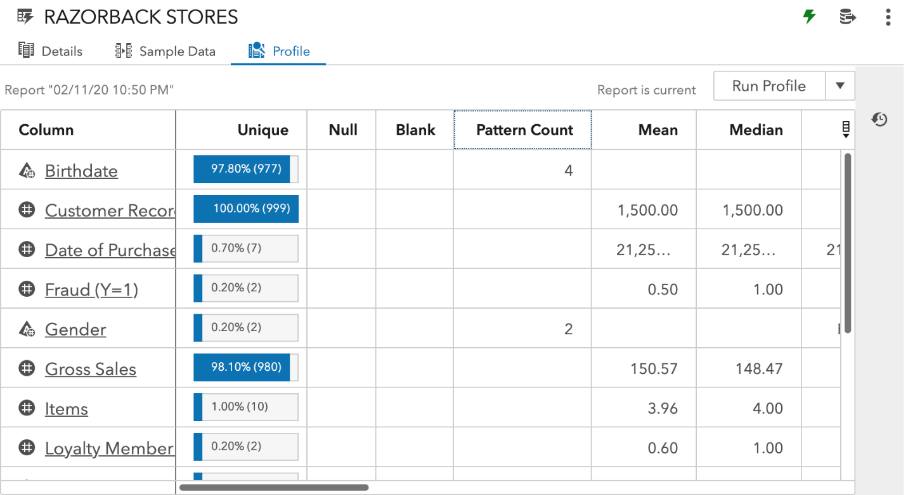 RAZORBACK STORES
Details Sample Data Profile
Report "02/11/20 10:50 PM" Report is current Run Profile
Column Unique Null Blank Pattern Count Mean Median
Birthdate 97.80% (977) 4
Customer Recor 100.00% (999) 1,500.00 1,500.00
Date of Purchase 0.70% (7) 21,25... 21,25... 21
Fraud (Y=1) 0.20% (2) 0.50 1.00
Gender 0.20% (2) 2
Gross Sales 98.10% (980) 150.57 148.47
Items 1.00% (10) 3.96 4.00
Loyalty Member 0.20% (2) 0.60 1.00